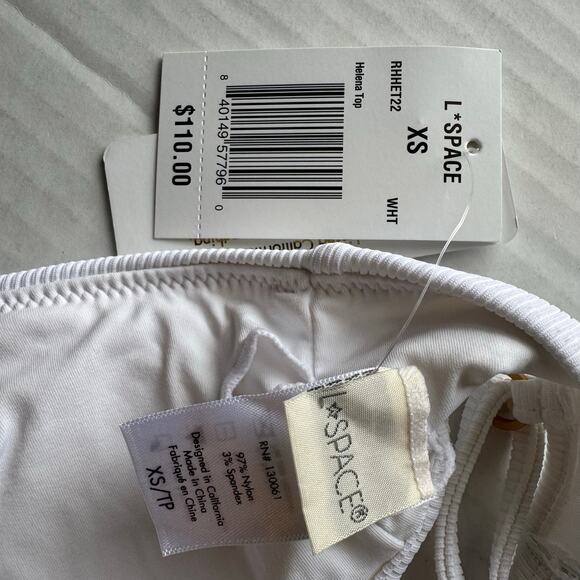 L*SPACE
XS
RHHET22
WHT
Helena Top
8 40149 57796 0
$110.00
L*SPACE®
RN# 130061
97% Nylon
3% Spandex
Designed in California
Made in China
Fabriqué en Chine
XS/TP